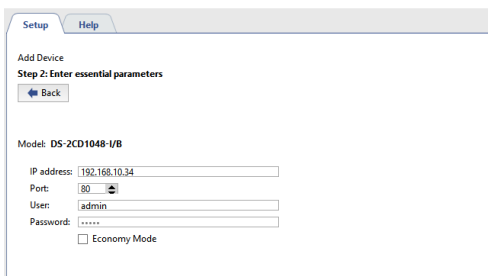 Setup Help
Add Device
Step 2: Enter essential parameters
Back
Model: DS-2CD1048-I/B
IP address: 192.168.10.34
Port: 80
User: admin
Password: -----
Economy Mode